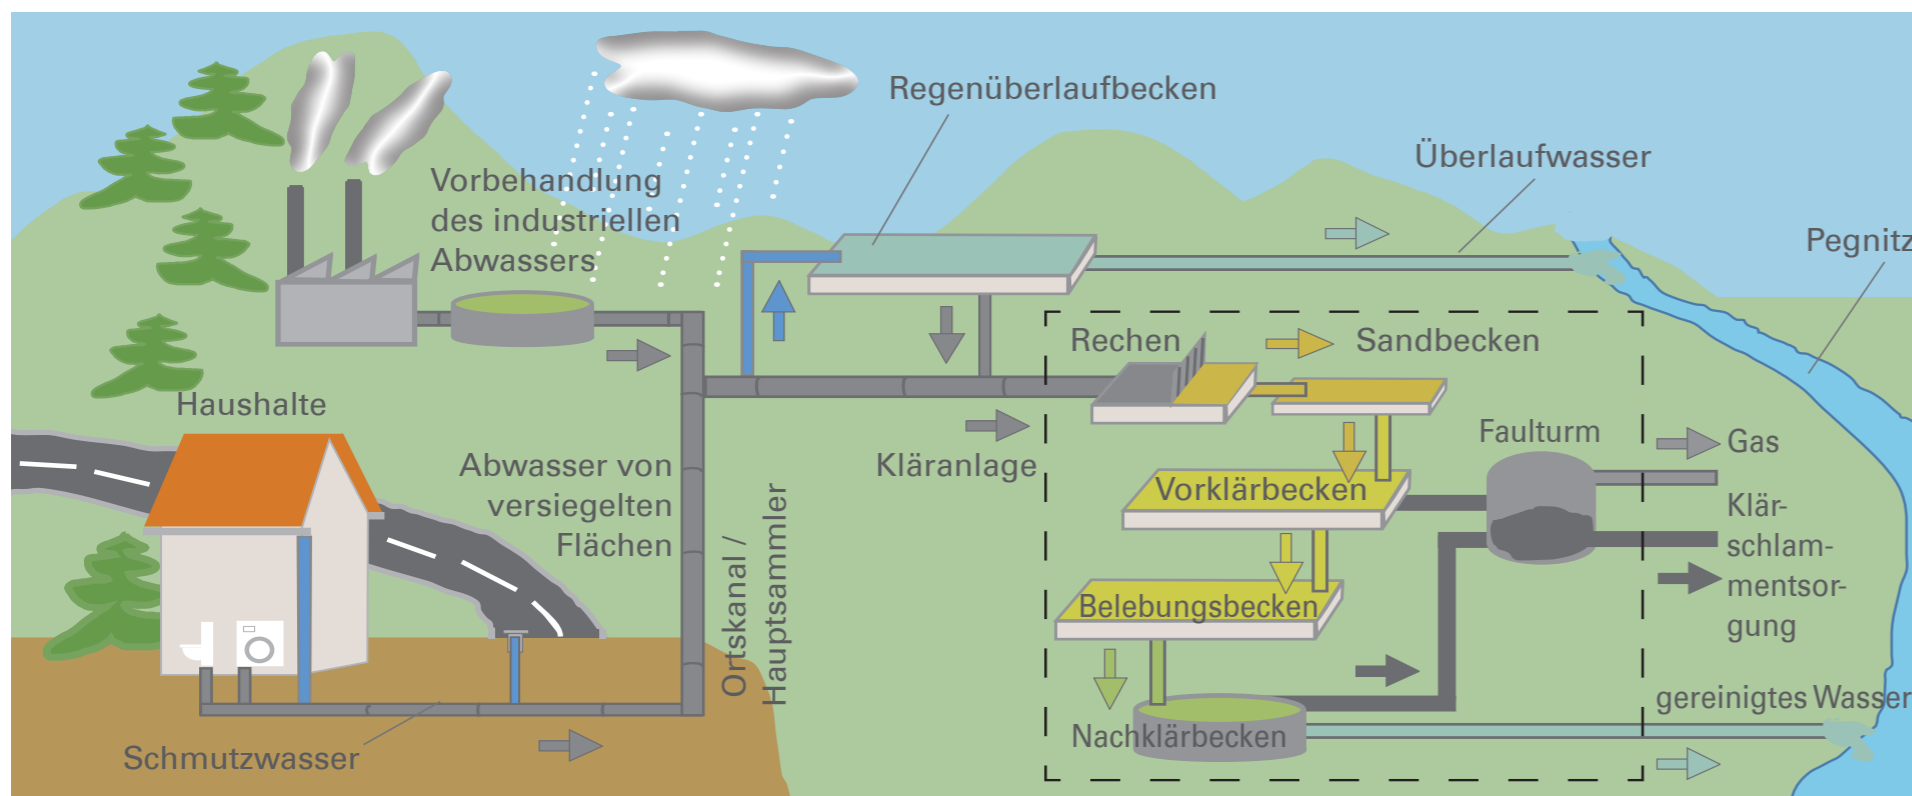 Regenüberlaufbecken
Überlaufwasser
Vorbehandlung
des industriellen
Abwassers
Pegnitz
Rechen
Sandbecken
Haushalte
Faulturm
Gas
Abwasser von
versiegelten
Flächen
Kläranlage
Vorklärbecken
Klär-
schlam-
mentsor-
gung
Ortskanal /
Hauptsammler
Belebungsbecken
gereinigtes Wasser
Nachklärbecken
Schmutzwasser